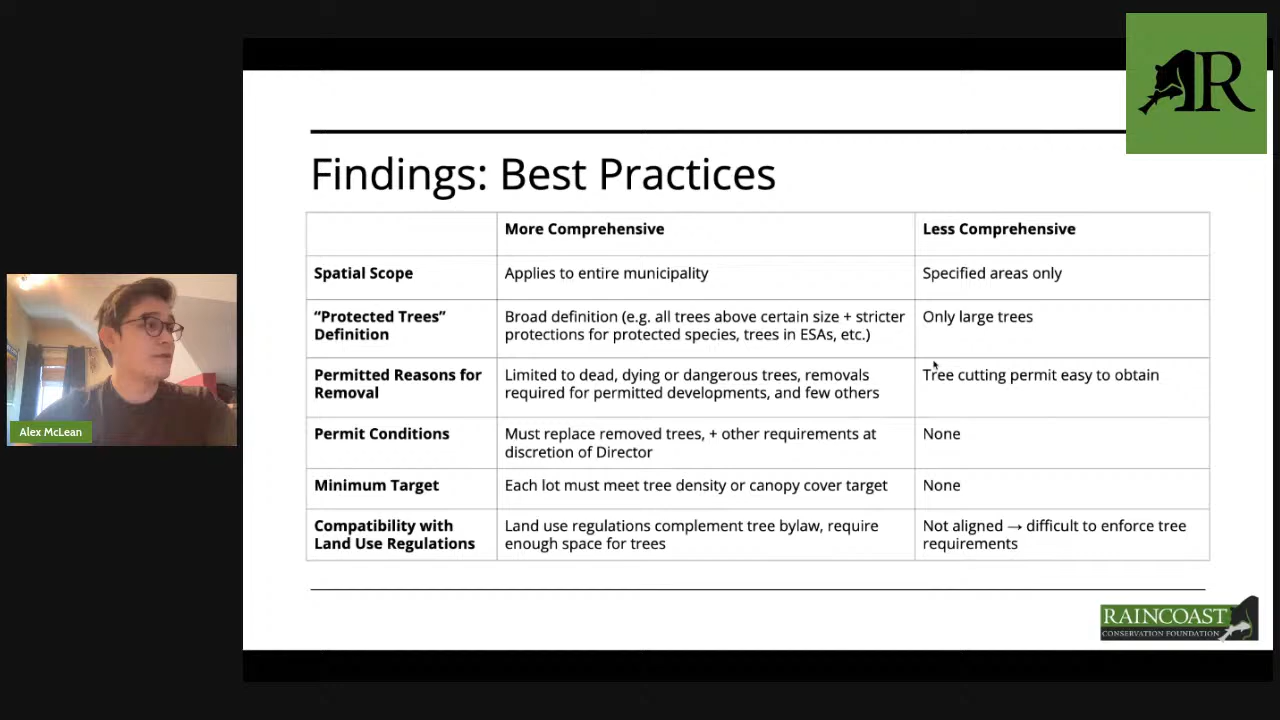 R
Findings: Best Practices
More Comprehensive
Less Comprehensive
Spatial Scope
Applies to entire municipality
Specified areas only
“Protected Trees”
Definition
Broad definition (e.g. all trees above certain size + stricter
protections for protected species, trees in ESAs, etc.)
Only large trees
Permitted Reasons for
Removal
Limited to dead, dying or dangerous trees, removals
required for permitted developments, and few others
Tree cutting permit easy to obtain
Permit Conditions
Must replace removed trees, + other requirements at
discretion of Director
None
Minimum Target
Each lot must meet tree density or canopy cover target
None
Compatibility with
Land Use Regulations
Land use regulations complement tree bylaw, require
enough space for trees
Not aligned → difficult to enforce tree
requirements
Alex McLean
RAINCOAST
CONSERVATION FOUNDATION